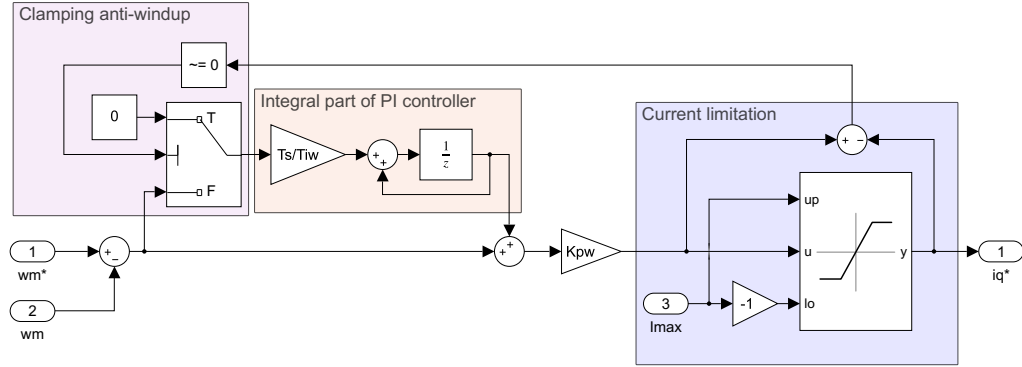 Clamping anti-windup
~= 0
0
T
F
Integral part of PI controller
Ts/Tiw
+
+
1
z
Current limitation
+ −
up
u
lo
y
1
wm*
+
−
2
wm
+
+
Kpw
3
Imax
-1
1
iq*